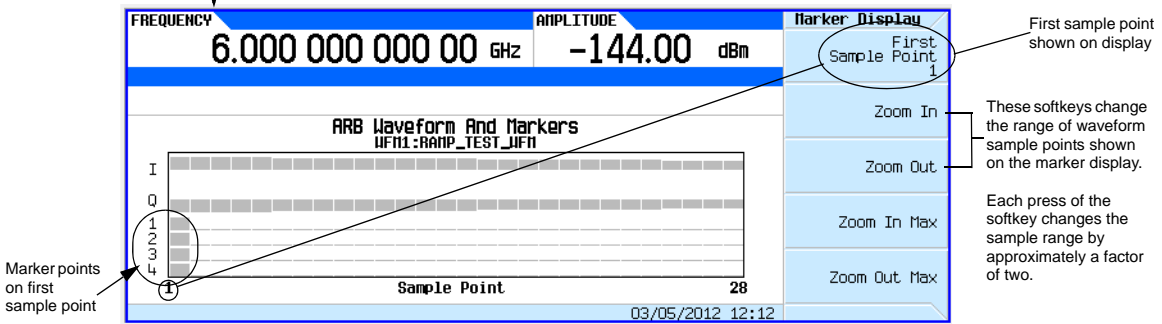 FREQUENCY
6.000 000 000 00 GHz
AMPLITUDE
-144.00 dBm
Marker Display
First
Sample Point
1
Zoom In
Zoom Out
Zoom In Max
Zoom Out Max
ARB Waveform And Markers
WFM1:RAMP_TEST_WFM
I
Q
1
2
3
4
1
Sample Point
28
03/05/2012 12:12
First sample point
shown on display
These softkeys change
the range of waveform
sample points shown
on the marker display.
Each press of the
softkey changes the
sample range by
approximately a factor
of two.
Marker points
on first
sample point